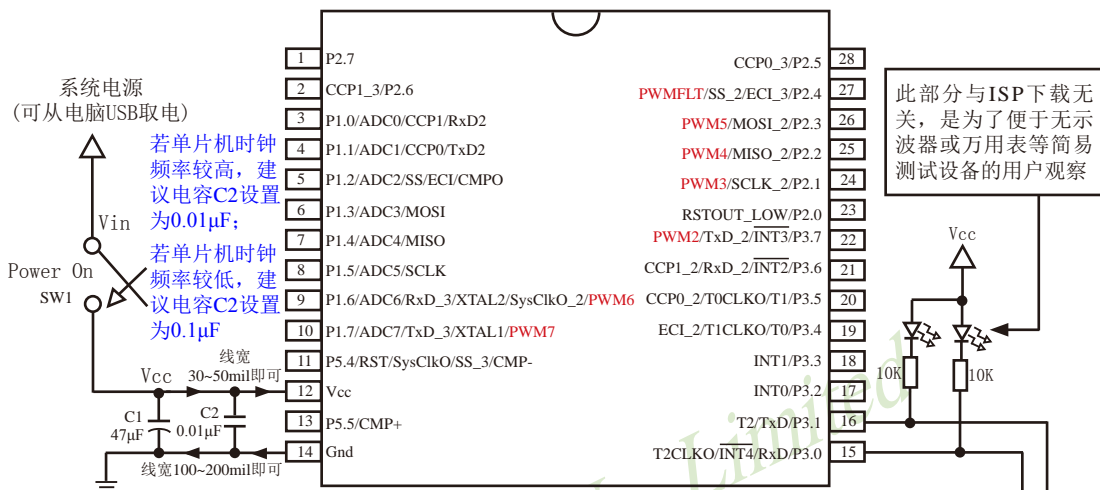 系统电源
(可从电脑USB取电)
若单片机时钟
频率较高，建
议电容C2设置
为0.01μF；
Vin
若单片机时钟
频率较低，建
议电容C2设置
为0.1μF
Power On
SW1
线宽
30~50mil即可
Vcc
C1
47μF
C2
0.01μF
线宽100~200mil即可
1 P2.7
2 CCP1_3/P2.6
3 P1.0/ADC0/CCP1/RxD2
4 P1.1/ADC1/CCP0/TxD2
5 P1.2/ADC2/SS/ECI/CMPO
6 P1.3/ADC3/MOSI
7 P1.4/ADC4/MISO
8 P1.5/ADC5/SCLK
9 P1.6/ADC6/RxD_3/XTAL2/SysClkO_2/PWM6
10 P1.7/ADC7/TxD_3/XTAL1/PWM7
11 P5.4/RST/SysClkO/SS_3/CMP-
12 Vcc
13 P5.5/CMP+
14 Gnd
CCP0_3/P2.5 28
PWMFLT/SS_2/ECI_3/P2.4 27
PWM5/MOSI_2/P2.3 26
PWM4/MISO_2/P2.2 25
PWM3/SCLK_2/P2.1 24
RSTOUT_LOW/P2.0 23
PWM2/TxD_2/INT3/P3.7 22
CCP1_2/RxD_2/INT2/P3.6 21
CCP0_2/T0CLKO/T1/P3.5 20
ECI_2/T1CLKO/T0/P3.4 19
INT1/P3.3 18
INT0/P3.2 17
T2/TxD/P3.1 16
T2CLKO/INT4/RxD/P3.0 15
此部分与ISP下载无
关，是为了便于无示
波器或万用表等简易
测试设备的用户观察
Vcc
10K
10K
Limited